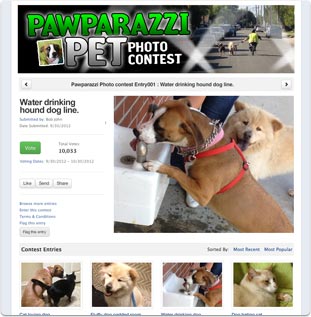 PAWPARAZZI
PET PHOTO
CONTEST
Pawparazzi Photo contest Entry001 : Water drinking hound dog line.
Water drinking
hound dog line.
Submitted by: Bob John
Date Submitted: 9/30/2012
Vote
Total Votes:
10,033
Voting Dates: 9/30/2012 - 10/30/2012
Like Send Share
Browse more entries
Enter this contest
Terms & Conditions
Flag this entry
Flag this entry
Contest Entries
Sorted By: Most Recent Most Popular